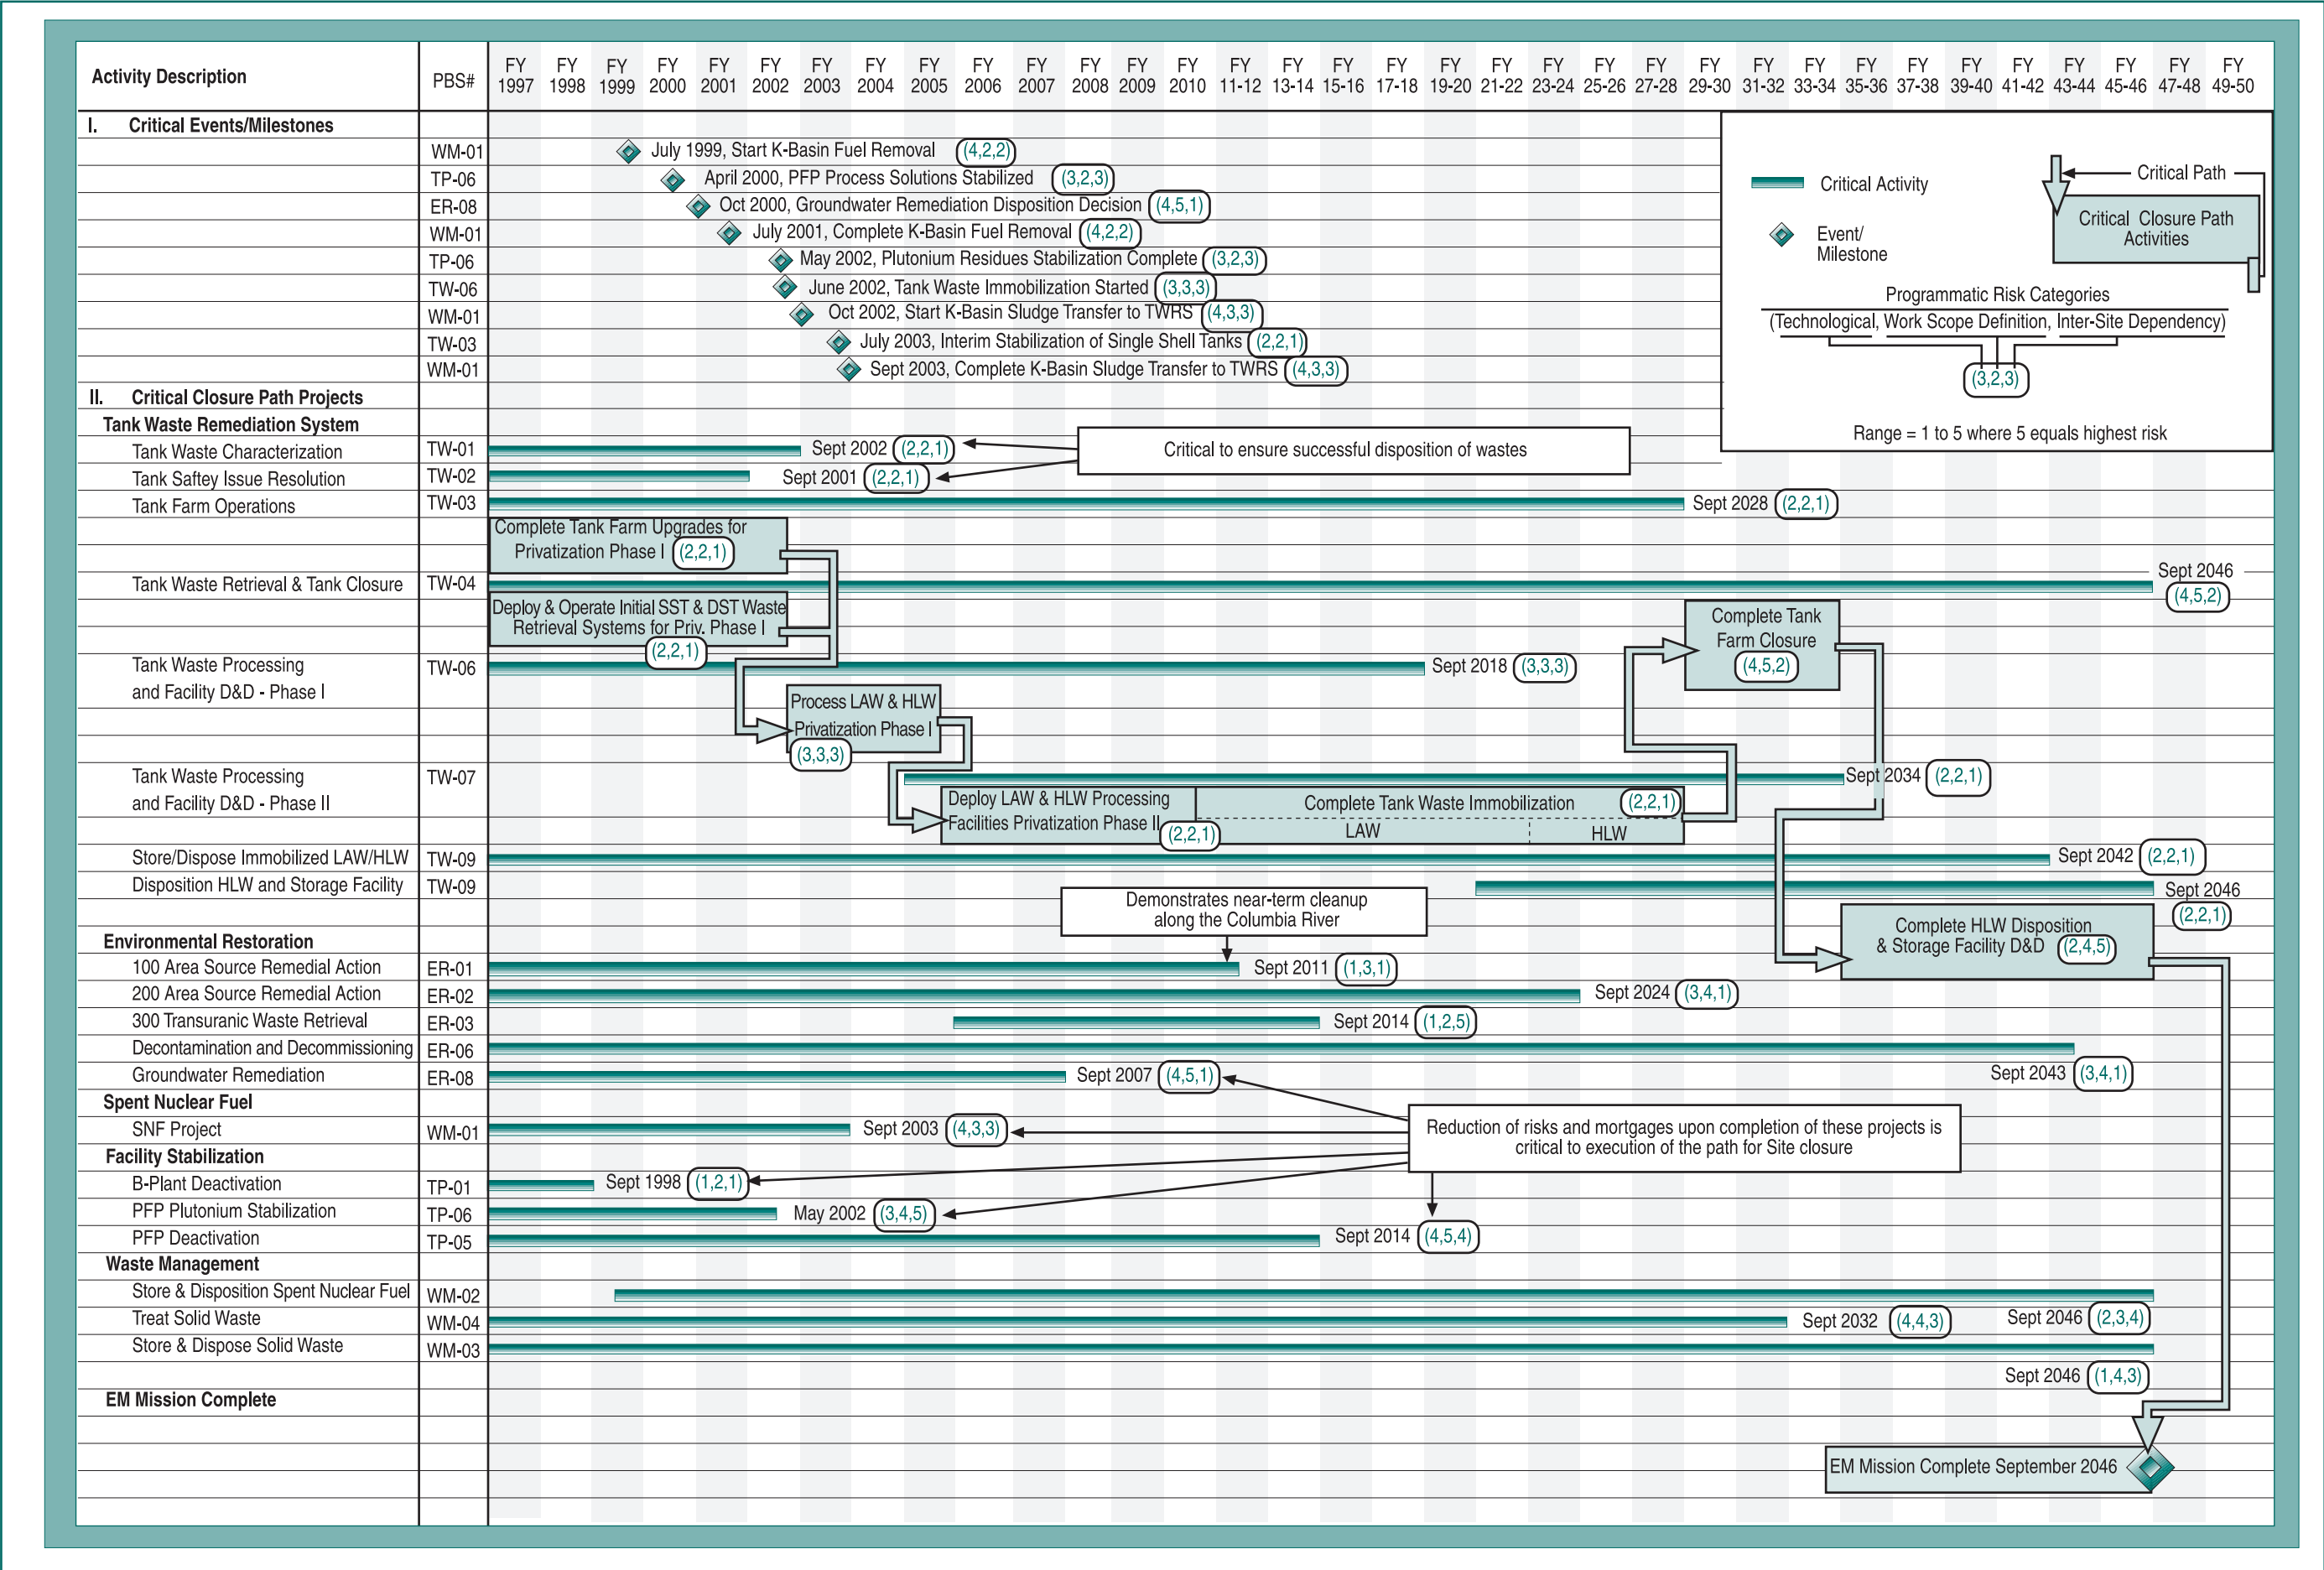 Activity Description PBS# FY 1997 FY 1998 FY 1999 FY 2000 FY 2001 FY 2002 FY 2003 FY 2004 FY 2005 FY 2006 FY 2007 FY 2008 FY 2009 FY 2010 FY 11-12 FY 13-14 FY 15-16 FY 17-18 FY 19-20 FY 21-22 FY 23-24 FY 25-26 FY 27-28 FY 29-30 FY 31-32 FY 33-34 FY 35-36 FY 37-38 FY 39-40 FY 41-42 FY 43-44 FY 45-46 FY 47-48 FY 49-50
I. Critical Events/Milestones
WM-01 July 1999, Start K-Basin Fuel Removal (4,2,2)
TP-06 April 2000, PFP Process Solutions Stabilized (3,2,3)
ER-08 Oct 2000, Groundwater Remediation Disposition Decision (4,5,1)
WM-01 July 2001, Complete K-Basin Fuel Removal (4,2,2)
TP-06 May 2002, Plutonium Residues Stabilization Complete (3,2,3)
TW-06 June 2002, Tank Waste Immobilization Started (3,3,3)
WM-01 Oct 2002, Start K-Basin Sludge Transfer to TWRS (4,3,3)
TW-03 July 2003, Interim Stabilization of Single Shell Tanks (2,2,1)
WM-01 Sept 2003, Complete K-Basin Sludge Transfer to TWRS (4,3,3)
Critical Activity
Event/
Milestone
Critical Path
Critical Closure Path
Activities
Programmatic Risk Categories
(Technological, Work Scope Definition, Inter-Site Dependency)
(3,2,3)
Range = 1 to 5 where 5 equals highest risk
II. Critical Closure Path Projects
Tank Waste Remediation System
Tank Waste Characterization TW-01 Sept 2002 (2,2,1)
Critical to ensure successful disposition of wastes
Tank Saftey Issue Resolution TW-02 Sept 2001 (2,2,1)
Tank Farm Operations TW-03 Sept 2028 (2,2,1)
Complete Tank Farm Upgrades for
Privatization Phase I (2,2,1)
Tank Waste Retrieval & Tank Closure TW-04 Sept 2046
(4,5,2)
Deploy & Operate Initial SST & DST Waste
Retrieval Systems for Priv. Phase I
(2,2,1)
Complete Tank
Farm Closure
(4,5,2)
Tank Waste Processing TW-06 Sept 2018 (3,3,3)
and Facility D&D - Phase I
Process LAW & HLW
Privatization Phase I
(3,3,3)
Tank Waste Processing TW-07 Sept 2034 (2,2,1)
and Facility D&D - Phase II
Deploy LAW & HLW Processing
Facilities Privatization Phase II
(2,2,1)
Complete Tank Waste Immobilization (2,2,1)
LAW HLW
Store/Dispose Immobilized LAW/HLW TW-09 Sept 2042 (2,2,1)
Disposition HLW and Storage Facility TW-09 Sept 2046
(2,2,1)
Demonstrates near-term cleanup
along the Columbia River
Complete HLW Disposition
& Storage Facility D&D (2,4,5)
Environmental Restoration
100 Area Source Remedial Action ER-01 Sept 2011 (1,3,1)
200 Area Source Remedial Action ER-02 Sept 2024 (3,4,1)
300 Transuranic Waste Retrieval ER-03 Sept 2014 (1,2,5)
Decontamination and Decommissioning ER-06
Sept 2043 (3,4,1)
Groundwater Remediation ER-08 Sept 2007 (4,5,1)
Spent Nuclear Fuel
SNF Project WM-01 Sept 2003 (4,3,3)
Reduction of risks and mortgages upon completion of these projects is
critical to execution of the path for Site closure
Facility Stabilization
B-Plant Deactivation TP-01 Sept 1998 (1,2,1)
PFP Plutonium Stabilization TP-06 May 2002 (3,4,5)
PFP Deactivation TP-05 Sept 2014 (4,5,4)
Waste Management
Store & Disposition Spent Nuclear Fuel WM-02
Sept 2046 (2,3,4)
Treat Solid Waste WM-04 Sept 2032 (4,4,3)
Store & Dispose Solid Waste WM-03
Sept 2046 (1,4,3)
EM Mission Complete
EM Mission Complete September 2046